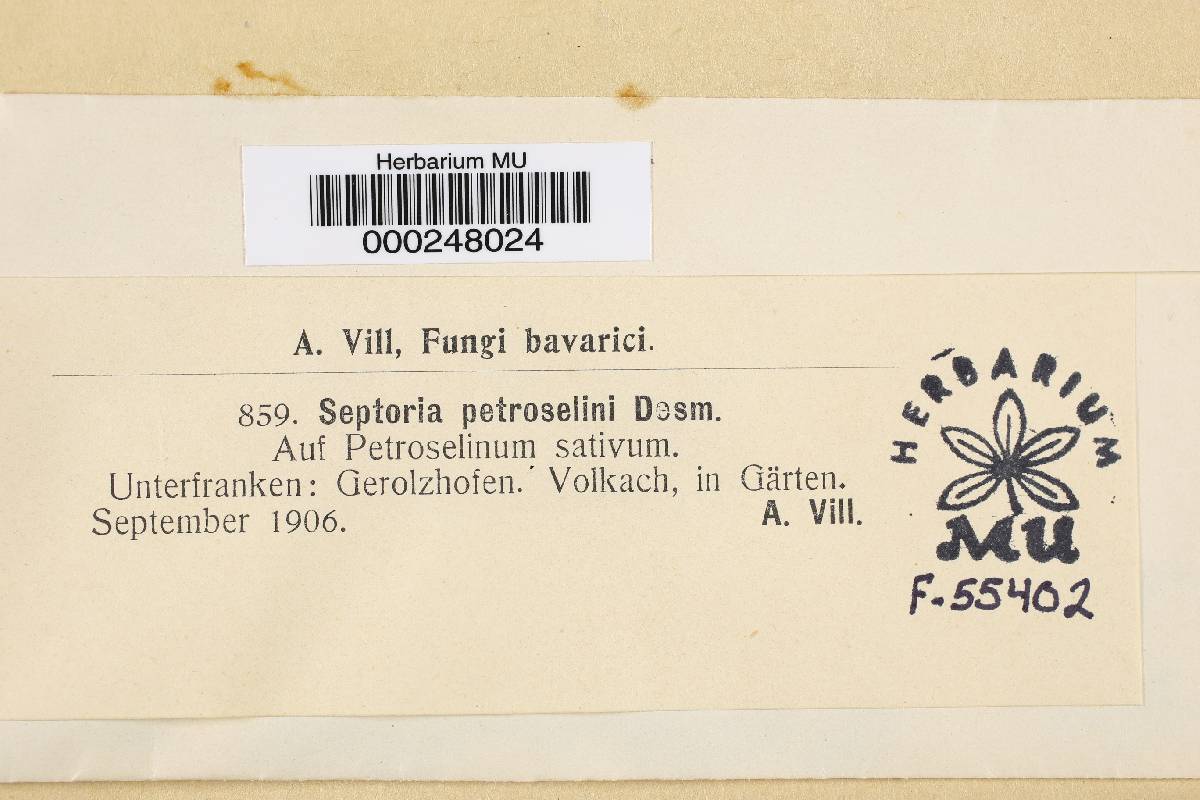 Herbarium MU
000248024
A. Vill, Fungi bavarici.
859. Septoria petroselini Desm.
Auf Petroselinum sativum.
Unterfranken: Gerolzhofen. Volkach, in Gärten.
September 1906. A. Vill.
HERBARIUM
MU
F-55402